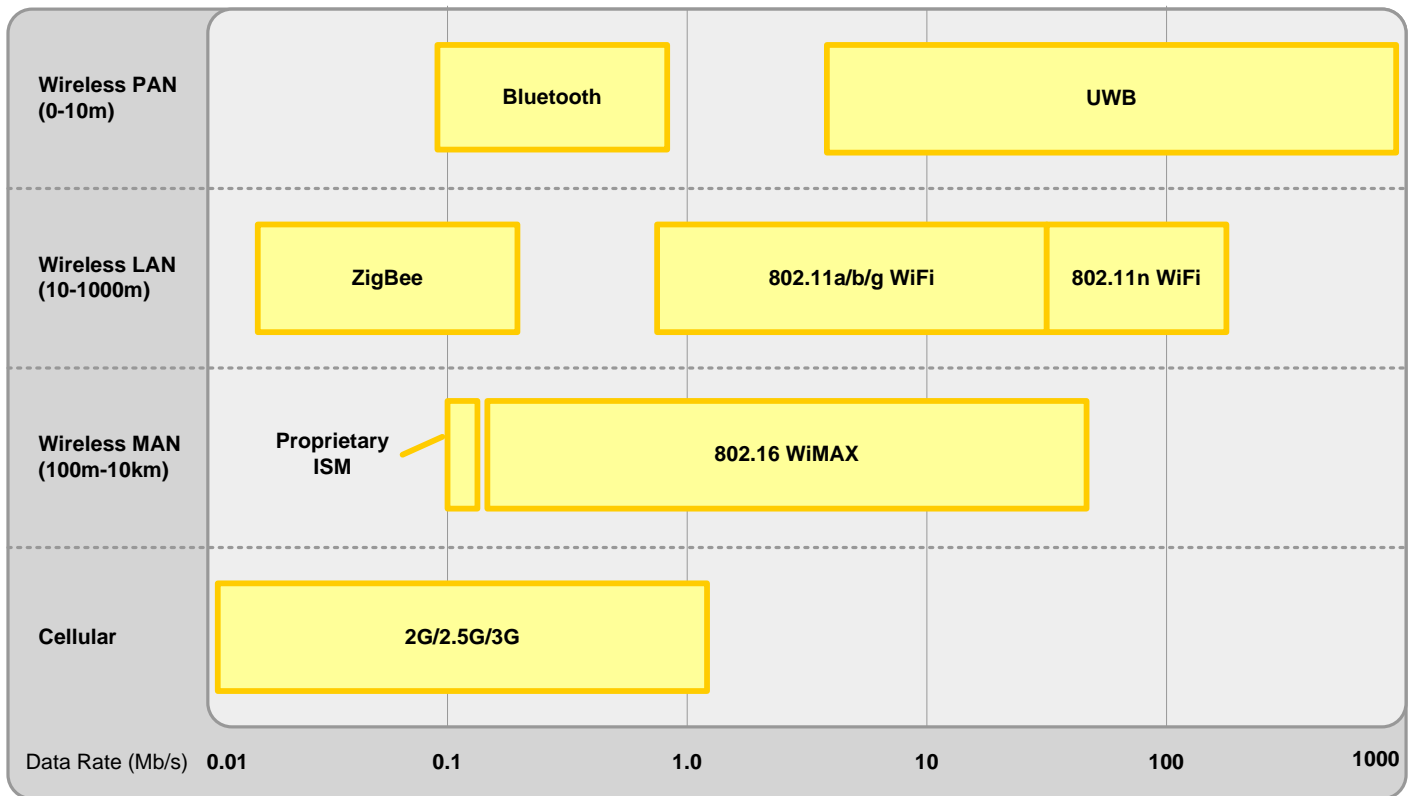 Wireless PAN
(0-10m)
Bluetooth
UWB
Wireless LAN
(10-1000m)
ZigBee
802.11a/b/g WiFi
802.11n WiFi
Wireless MAN
(100m-10km)
Proprietary
ISM
802.16 WiMAX
Cellular
2G/2.5G/3G
Data Rate (Mb/s) 0.01 0.1 1.0 10 100 1000